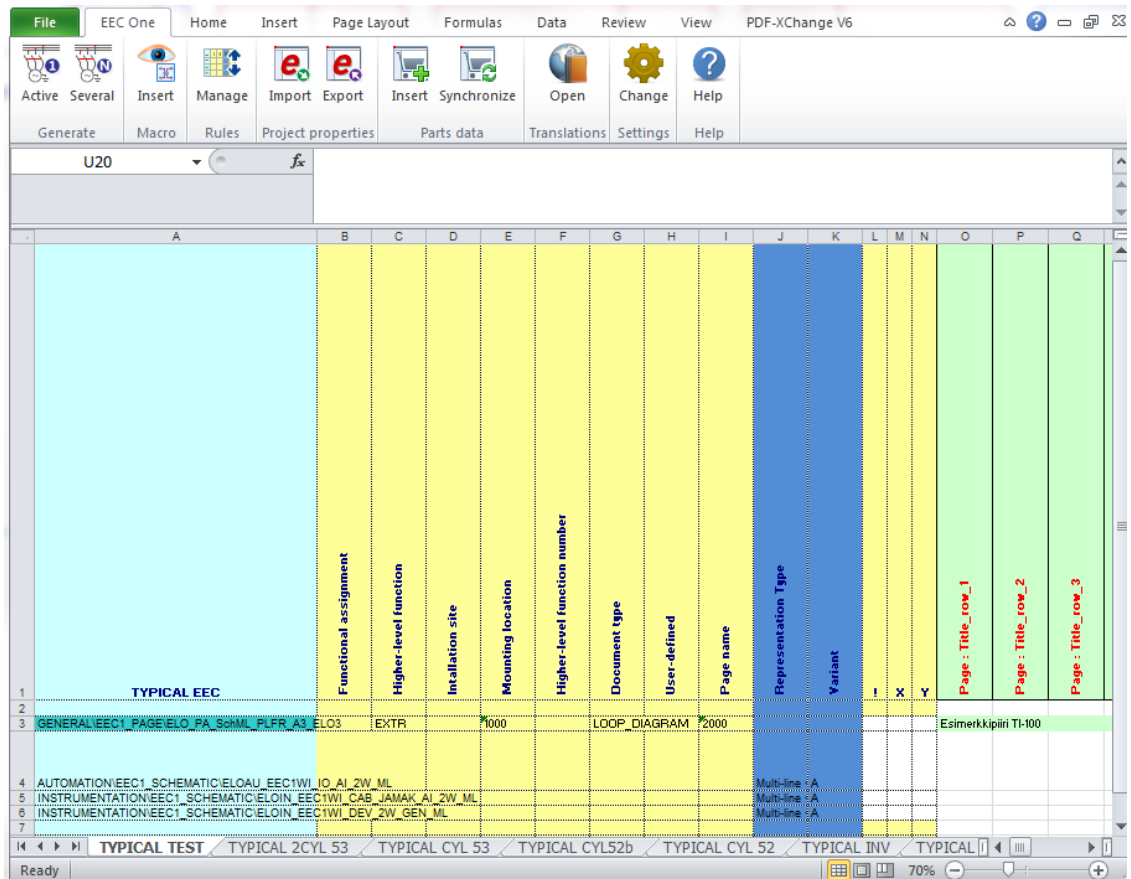 File EEC One Home Insert Page Layout Formulas Data Review View PDF-XChange V6
Active Several Insert Manage Import Export Insert Synchronize Open Change Help
Generate Macro Rules Project properties Parts data Translations Settings Help
U20 fx
A B C D E F G H I J K L M N O P Q
1 TYPICAL EEC Functional assignment Higher-level function Intallation site Mounting location Higher-level function number Document type User-defined Page name Representation Type Variant ! X Y Page : Title_row_1 Page : Title_row_2 Page : Title_row_3
2
3 GENERAL\EEC1_PAGE\ELO_PA_SchML_PLFR_A3_ELO3 EXTR 1000 LOOP_DIAGRAM 2000 Esimerkkipiiri TI-100
4 AUTOMATION\EEC1_SCHEMATIC\ELOAU_EEC1WI_IO_AI_2W_ML Multi-line A
5 INSTRUMENTATION\EEC1_SCHEMATIC\ELOIN_EEC1WI_CAB_JAMAK_AI_2W_ML Multi-line A
6 INSTRUMENTATION\EEC1_SCHEMATIC\ELOIN_EEC1WI_DEV_2W_GEN_ML Multi-line A
7
TYPICAL TEST TYPICAL 2CYL 53 TYPICAL CYL 53 TYPICAL CYL52b TYPICAL CYL 52 TYPICAL INV TYPICAL
Ready 70%